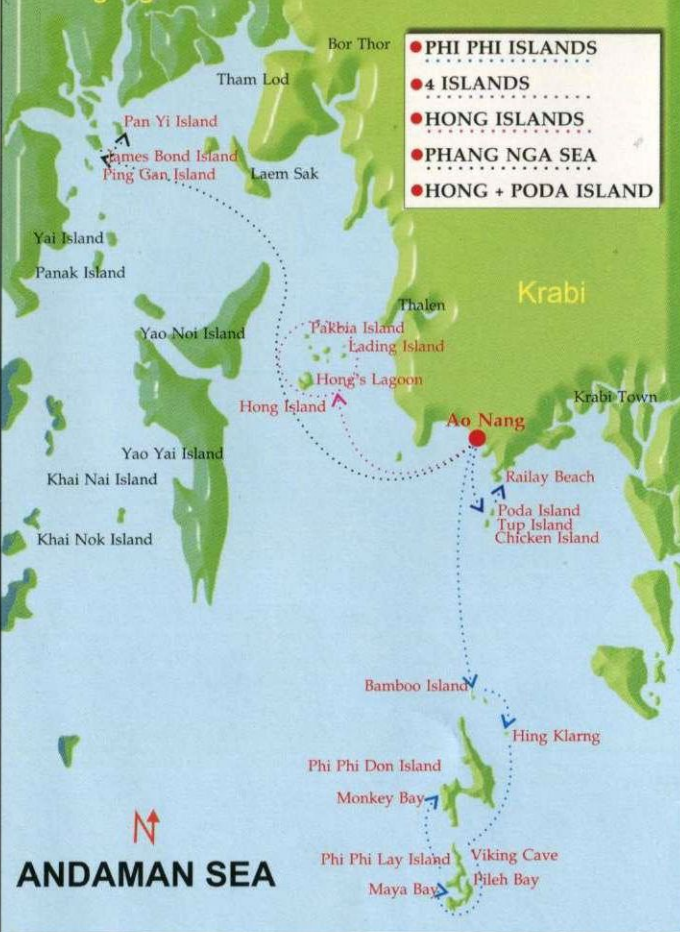 Bor Thor
PHI PHI ISLANDS
4 ISLANDS
HONG ISLANDS
PHANG NGA SEA
HONG + PODA ISLAND
Tham Lod
Pan Yi Island
James Bond Island
Ping Gan Island
Laem Sak
Yai Island
Panak Island
Krabi
Thalen
Yao Noi Island
Pakbia Island
Lading Island
Hong's Lagoon
Hong Island
Krabi Town
Ao Nang
Yao Yai Island
Khai Nai Island
Railay Beach
Poda Island
Tup Island
Chicken Island
Khai Nok Island
Bamboo Island
Hing Klarng
Phi Phi Don Island
Monkey Bay
N
Phi Phi Lay Island
Viking Cave
Maya Bay
Pileh Bay
ANDAMAN SEA